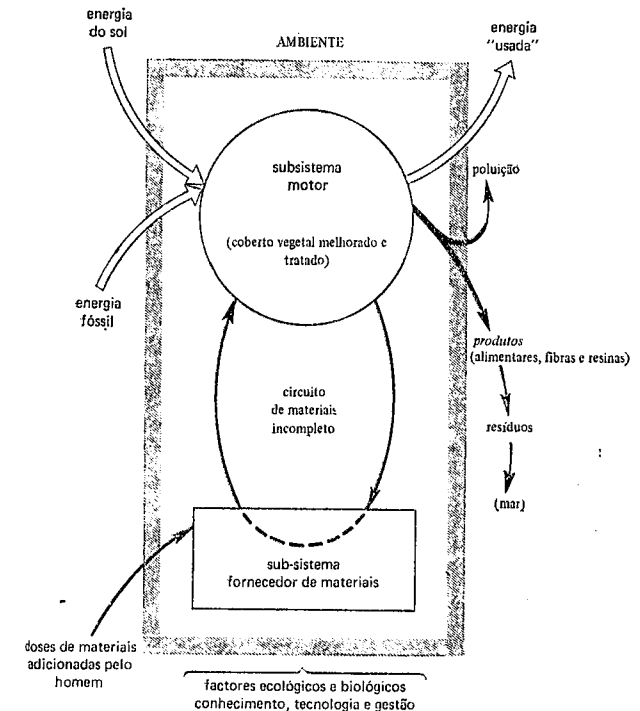 energia
do sol
AMBIENTE
energia
"usada"
poluição
subsistema
motor
(coberto vegetal melhorado e
tratado)
energia
fóssil
produtos
(alimentares, fibras e resinas)
circuito
de materiais
incompleto
resíduos
(mar)
sub-sistema
fornecedor de materiais
doses de materiais
adicionadas pelo
homem
factores ecológicos e biológicos
conhecimento, tecnologia e gestão